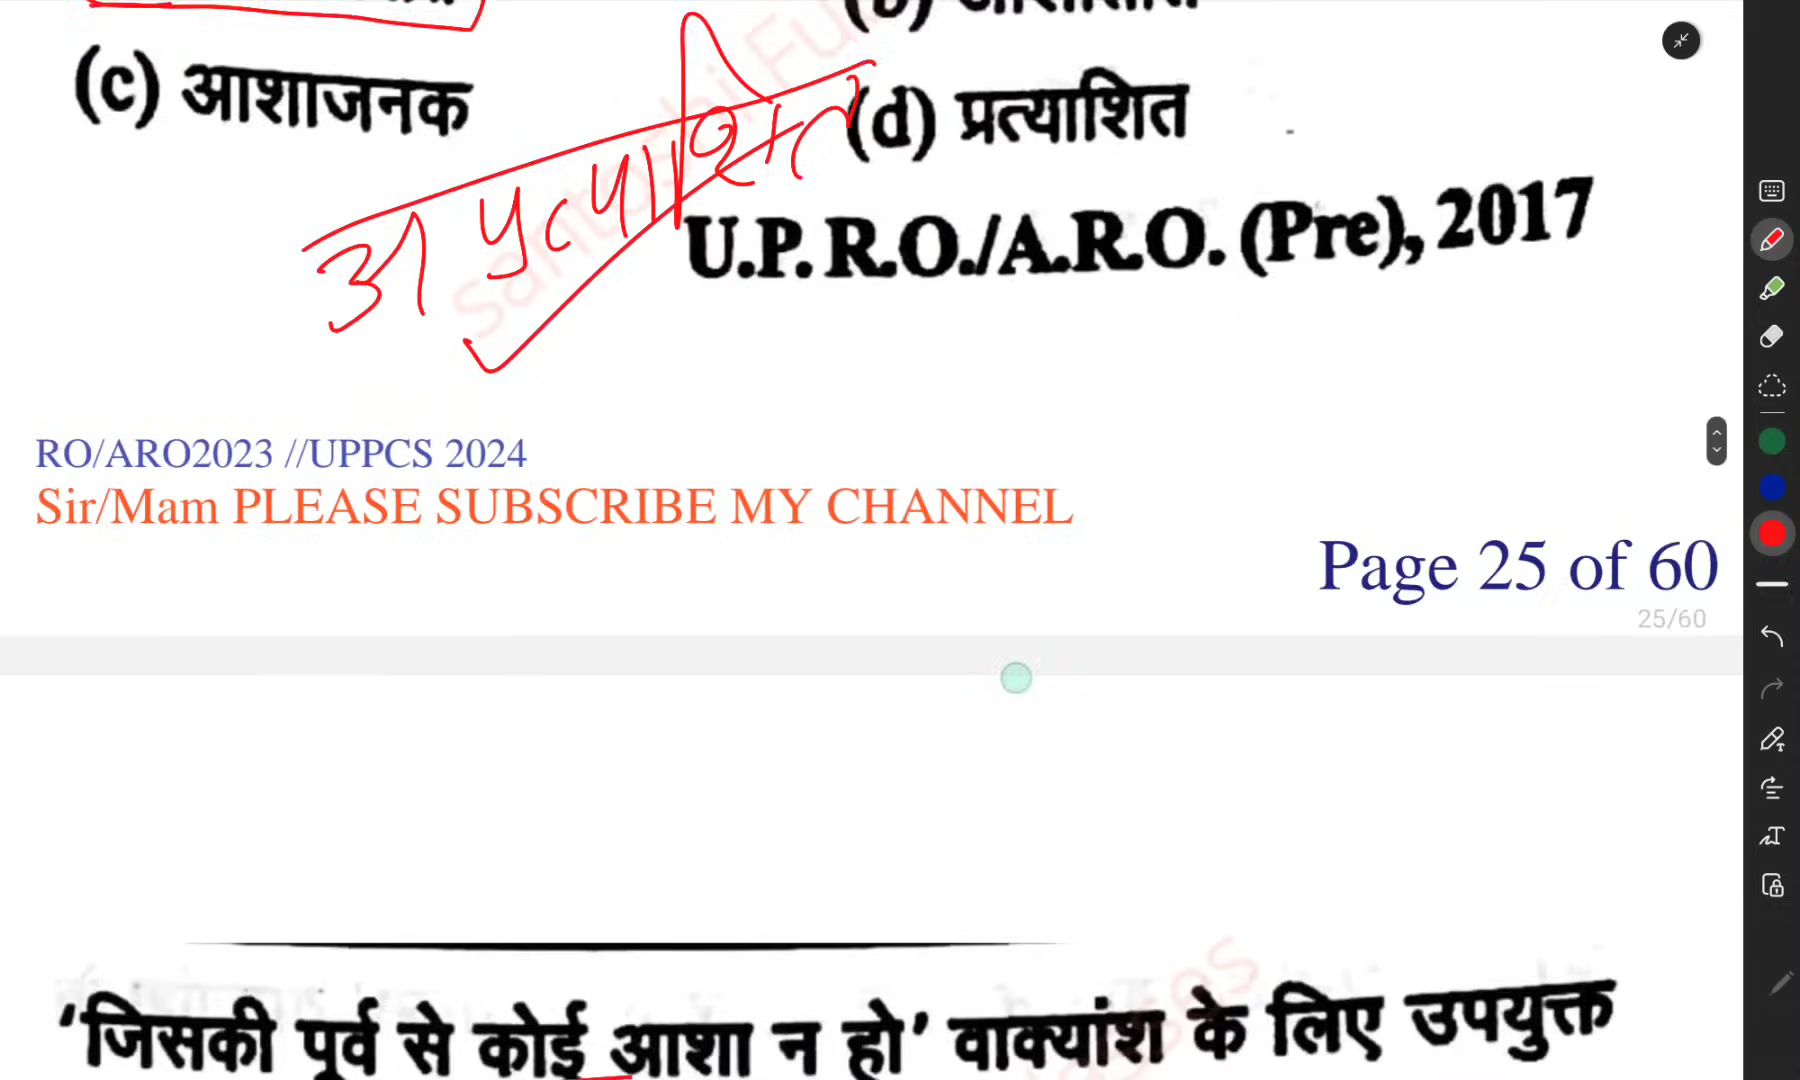 (c) आशाजनक
(d) प्रत्याशित
अप्रत्याशित
U.P. R.O./A.R.O. (Pre), 2017
RO/ARO2023 //UPPCS 2024
Sir/Mam PLEASE SUBSCRIBE MY CHANNEL
Page 25 of 60
25/60
‘जिसकी पूर्व से कोई आशा न हो’ वाक्यांश के लिए उपयुक्त